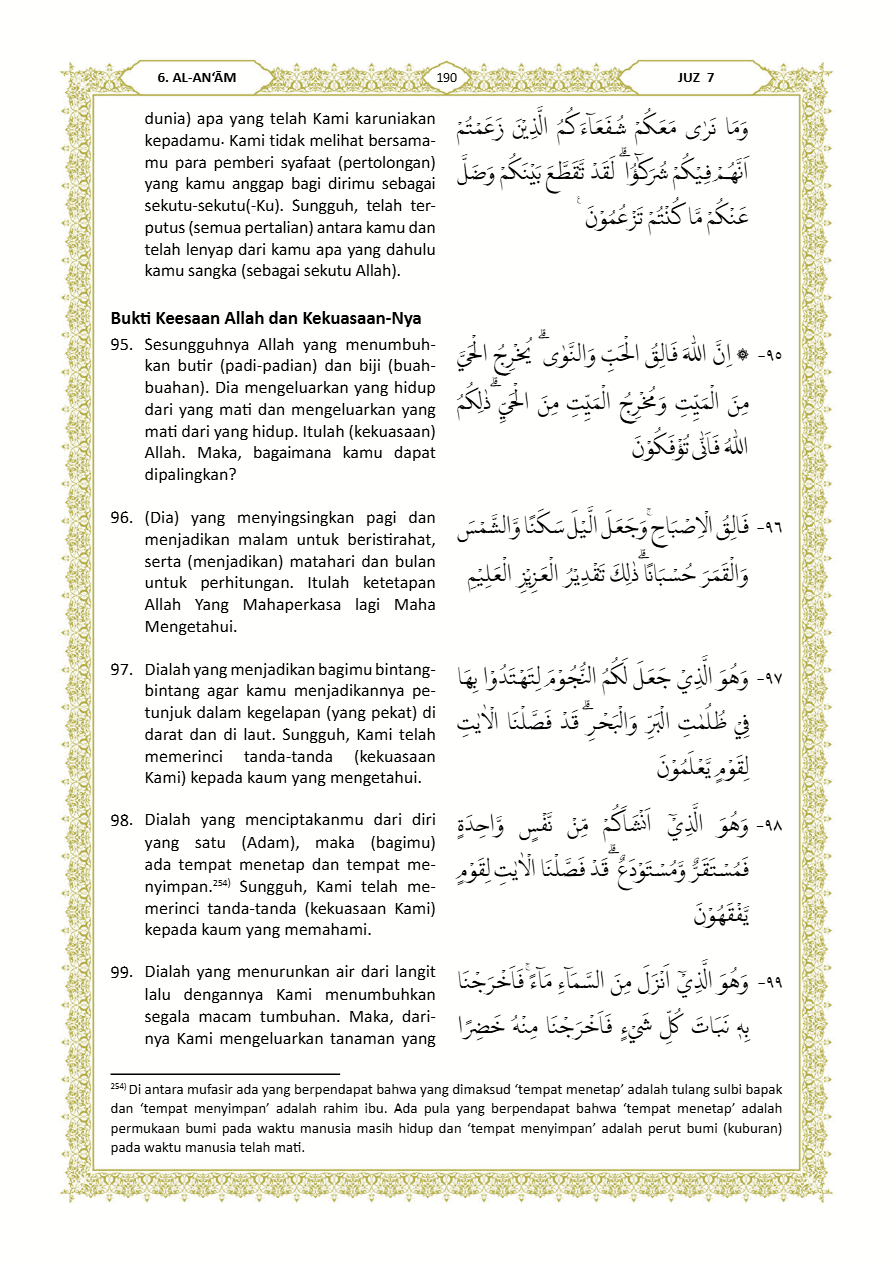 6. AL-AN‘ĀM
190
JUZ 7
dunia) apa yang telah Kami karuniakan
kepadamu. Kami tidak melihat bersama-
mu para pemberi syafaat (pertolongan)
yang kamu anggap bagi dirimu sebagai
sekutu-sekutu(-Ku). Sungguh, telah ter-
putus (semua pertalian) antara kamu dan
telah lenyap dari kamu apa yang dahulu
kamu sangka (sebagai sekutu Allah).
وَمَا نَرٰى مَعَكُمْ شُفَعَاۤءَكُمُ الَّذِيْنَ زَعَمْتُمْ
اَنَّهُمْ فِيْكُمْ شُرَكٰۤؤُا ۗ لَقَدْ تَّقَطَّعَ بَيْنَكُمْ وَضَلَّ
عَنْكُمْ مَّا كُنْتُمْ تَزْعُمُوْنَ ࣖ
Bukti Keesaan Allah dan Kekuasaan-Nya
95. Sesungguhnya Allah yang menumbuh-
kan butir (padi-padian) dan biji (buah-
buahan). Dia mengeluarkan yang hidup
dari yang mati dan mengeluarkan yang
mati dari yang hidup. Itulah (kekuasaan)
Allah. Maka, bagaimana kamu dapat
dipalingkan?
٩٥- ۞ اِنَّ اللّٰهَ فَالِقُ الْحَبِّ وَالنَّوٰى ۗ يُخْرِجُ الْحَيَّ
مِنَ الْمَيِّتِ وَمُخْرِجُ الْمَيِّتِ مِنَ الْحَيِّ ۗ ذٰلِكُمُ
اللّٰهُ فَاَنّٰى تُؤْفَكُوْنَ
96. (Dia) yang menyingsingkan pagi dan
menjadikan malam untuk beristirahat,
serta (menjadikan) matahari dan bulan
untuk perhitungan. Itulah ketetapan
Allah Yang Mahaperkasa lagi Maha
Mengetahui.
٩٦- فَالِقُ الْاِصْبَاحِ ۚ وَجَعَلَ الَّيْلَ سَكَنًا وَّالشَّمْسَ
وَالْقَمَرَ حُسْبَانًا ۗ ذٰلِكَ تَقْدِيْرُ الْعَزِيْزِ الْعَلِيْمِ
97. Dialah yang menjadikan bagimu bintang-
bintang agar kamu menjadikannya pe-
tunjuk dalam kegelapan (yang pekat) di
darat dan di laut. Sungguh, Kami telah
memerinci tanda-tanda (kekuasaan
Kami) kepada kaum yang mengetahui.
٩٧- وَهُوَ الَّذِيْ جَعَلَ لَكُمُ النُّجُوْمَ لِتَهْتَدُوْا بِهَا
فِيْ ظُلُمٰتِ الْبَرِّ وَالْبَحْرِ ۗ قَدْ فَصَّلْنَا الْاٰيٰتِ
لِقَوْمٍ يَّعْلَمُوْنَ
98. Dialah yang menciptakanmu dari diri
yang satu (Adam), maka (bagimu)
ada tempat menetap dan tempat me-
nyimpan.²⁵⁴⁾ Sungguh, Kami telah me-
merinci tanda-tanda (kekuasaan Kami)
kepada kaum yang memahami.
٩٨- وَهُوَ الَّذِيْٓ اَنْشَاَكُمْ مِّنْ نَّفْسٍ وَّاحِدَةٍ
فَمُسْتَقَرٌّ وَّمُسْتَوْدَعٌ ۗ قَدْ فَصَّلْنَا الْاٰيٰتِ لِقَوْمٍ
يَّفْقَهُوْنَ
99. Dialah yang menurunkan air dari langit
lalu dengannya Kami menumbuhkan
segala macam tumbuhan. Maka, dari-
nya Kami mengeluarkan tanaman yang
٩٩- وَهُوَ الَّذِيْٓ اَنْزَلَ مِنَ السَّمَاۤءِ مَاۤءً ۚ فَاَخْرَجْنَا
بِهٖ نَبَاتَ كُلِّ شَيْءٍ فَاَخْرَجْنَا مِنْهُ خَضِرًا
²⁵⁴⁾ Di antara mufasir ada yang berpendapat bahwa yang dimaksud ‘tempat menetap’ adalah tulang sulbi bapak
dan ‘tempat menyimpan’ adalah rahim ibu. Ada pula yang berpendapat bahwa ‘tempat menetap’ adalah
permukaan bumi pada waktu manusia masih hidup dan ‘tempat menyimpan’ adalah perut bumi (kuburan)
pada waktu manusia telah mati.